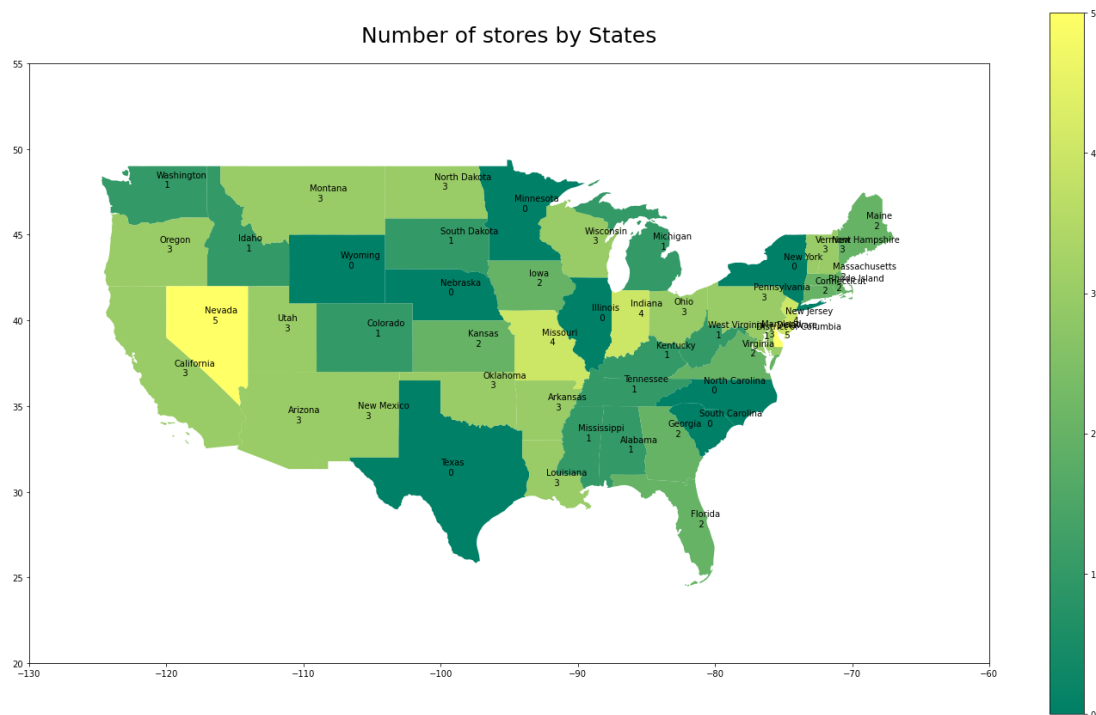 Number of stores by States
5
55
50
Washington
1
North Dakota
3
Montana
3
Minnesota
0
Maine
2
4
45
Oregon
3
Idaho
1
South Dakota
1
Wisconsin
3
Michigan
1
Vermont
3
New Hampshire
3
Wyoming
0
New York
0
Massachusetts
2
Rhode Island
2
Connecticut
2
Iowa
2
Nebraska
0
Pennsylvania
3
3
40
Nevada
5
Utah
3
Colorado
1
Kansas
2
Missouri
4
Illinois
0
Indiana
4
Ohio
3
New Jersey
4
West Virginia
1
Columbia
1
3
5
Virginia
2
Kentucky
1
California
3
Oklahoma
3
Tennessee
1
North Carolina
0
35
Arizona
3
New Mexico
3
Arkansas
3
South Carolina
0
Georgia
2
Mississippi
1
Alabama
1
2
Texas
0
Louisiana
3
30
Florida
2
25
1
20
−130
−120
−110
−100
−90
−80
−70
−60
0